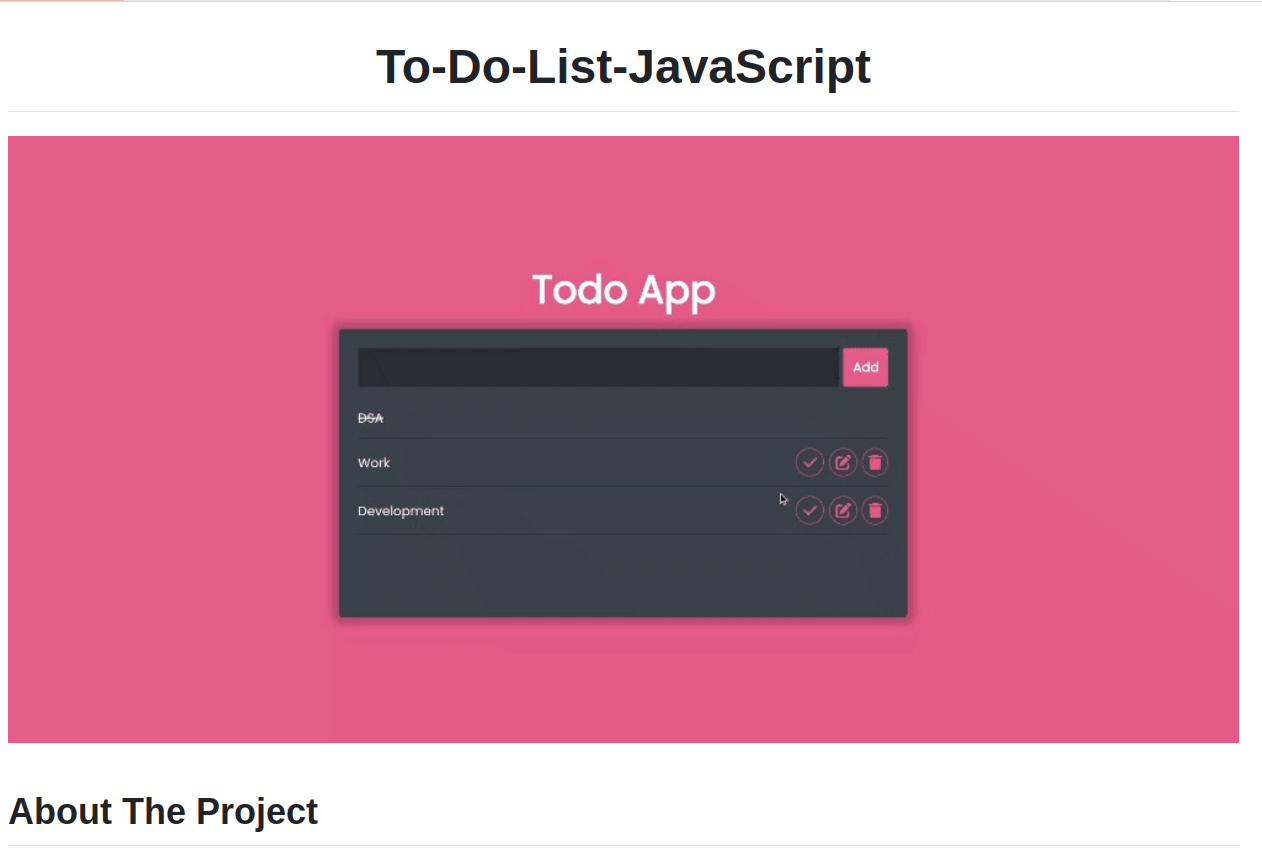 To-Do-List-JavaScript
Todo App
Add
DSA
Work
Development
About The Project